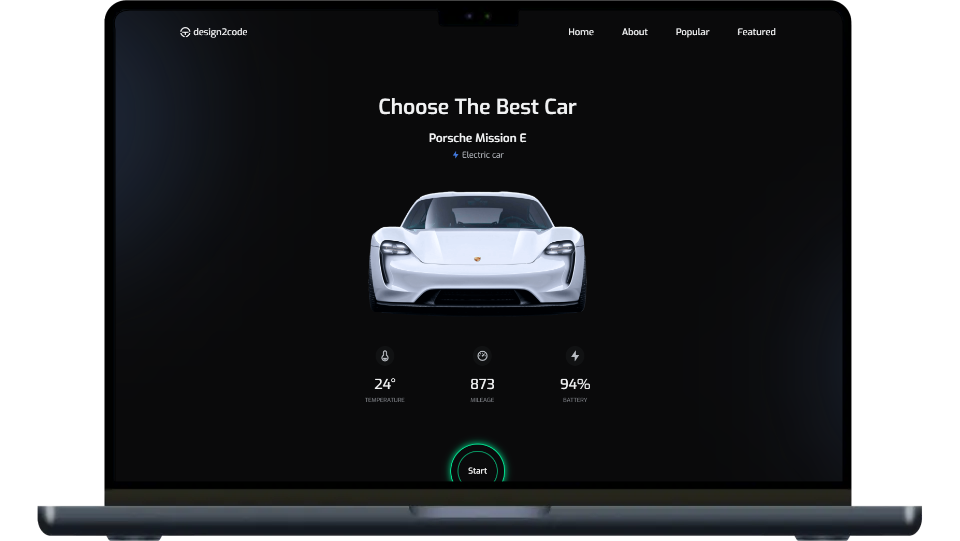 design2code
Home About Popular Featured
Choose The Best Car
Porsche Mission E
Electric car
24° 873 94%
TEMPERATURE MILEAGE BATTERY
Start